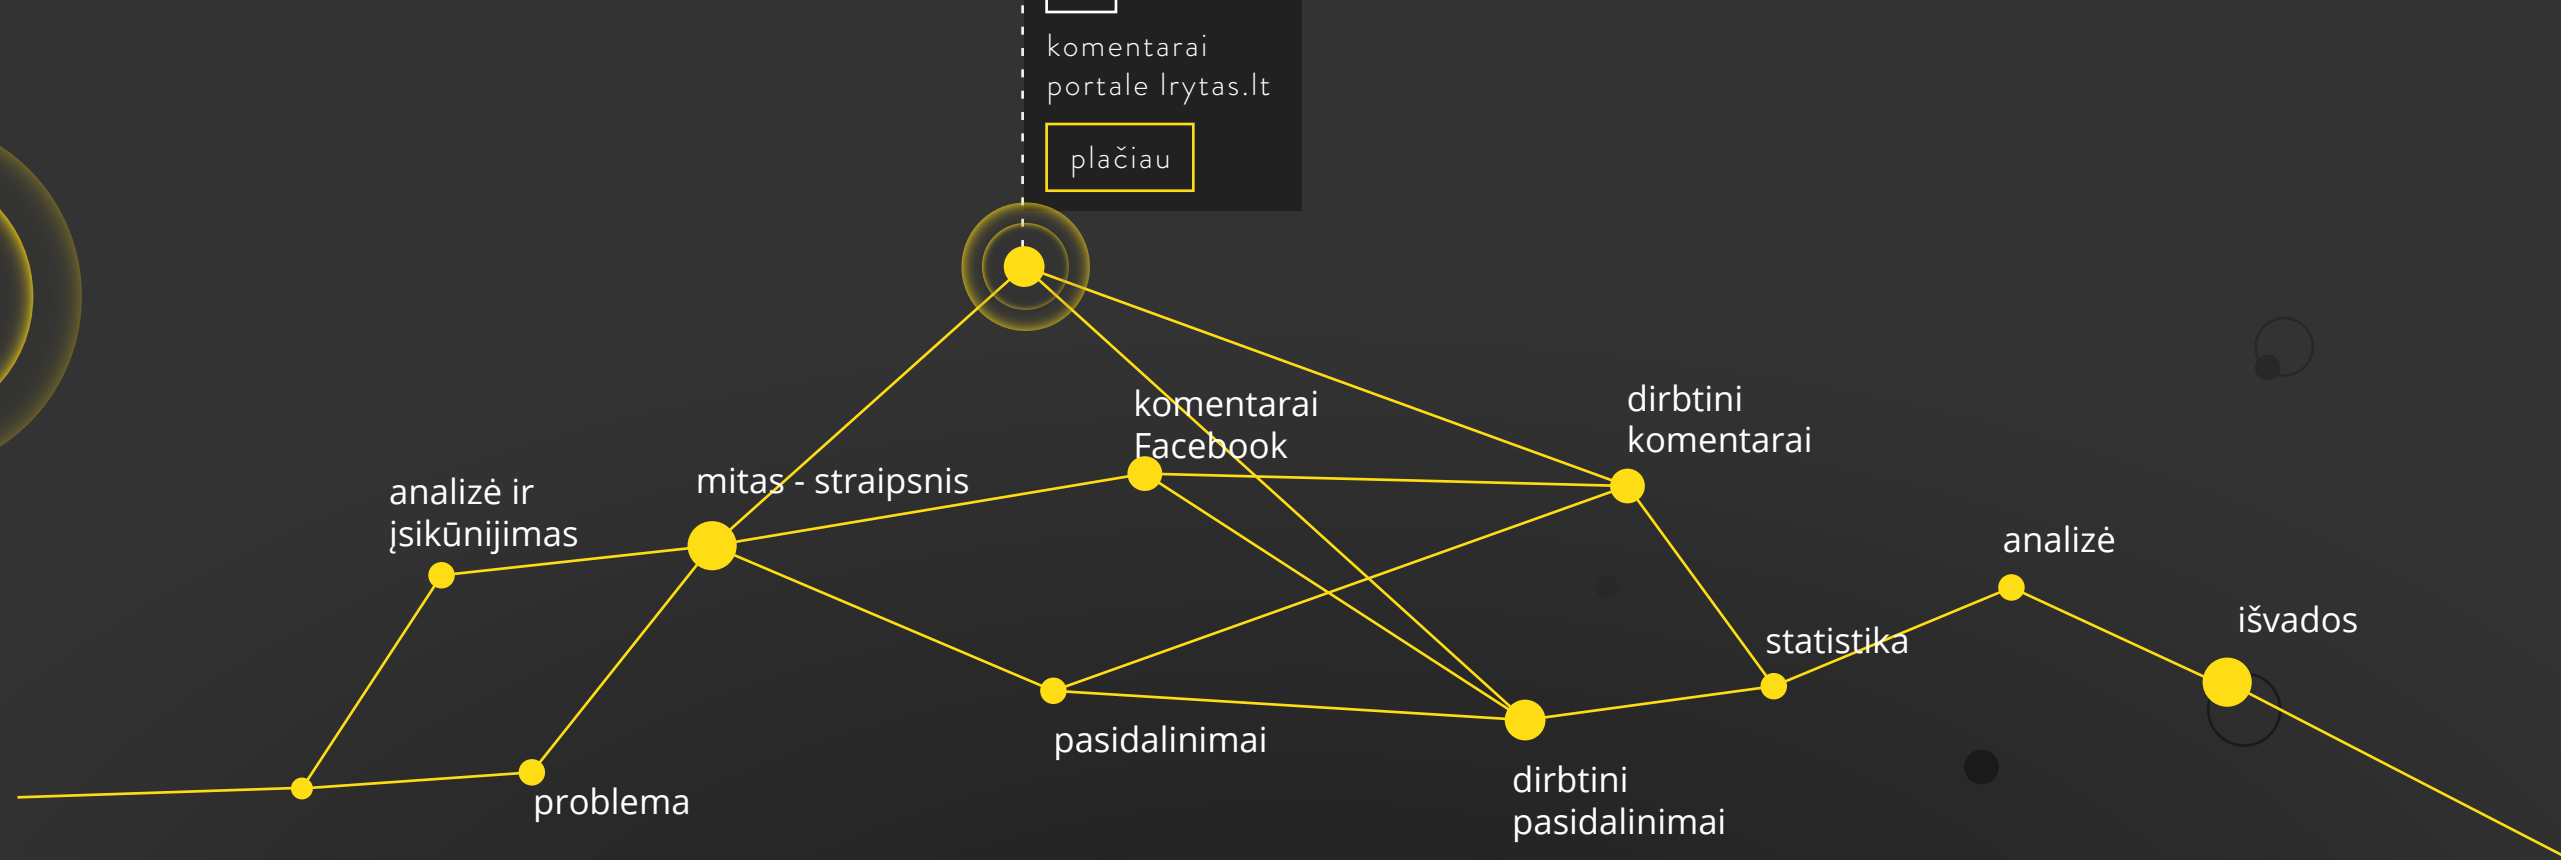 komentarai
portale lrytas.lt
plačiau
komentarai
Facebook
dirbtini
komentarai
mitas - straipsnis
analizė ir
įsikūnijimas
analizė
išvados
statistika
pasidalinimai
dirbtini
pasidalinimai
problema